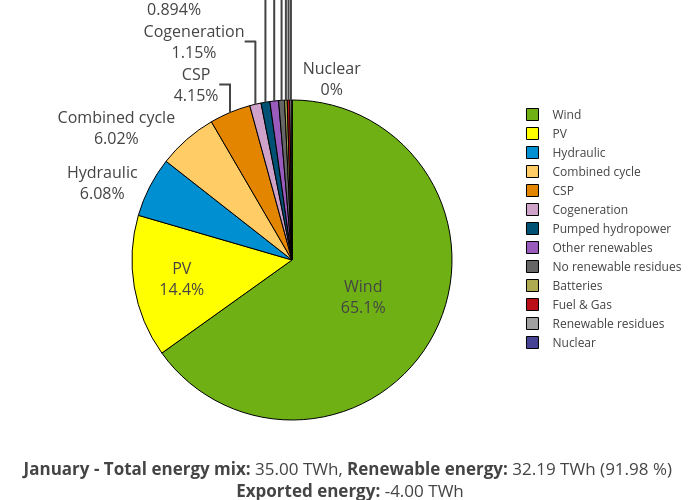 0.894%
Cogeneration
1.15%
CSP
4.15%
Nuclear
0%
Combined cycle
6.02%
Hydraulic
6.08%
PV
14.4%
Wind
65.1%
Wind
PV
Hydraulic
Combined cycle
CSP
Cogeneration
Pumped hydropower
Other renewables
No renewable residues
Batteries
Fuel & Gas
Renewable residues
Nuclear
January - Total energy mix: 35.00 TWh, Renewable energy: 32.19 TWh (91.98 %)
Exported energy: -4.00 TWh